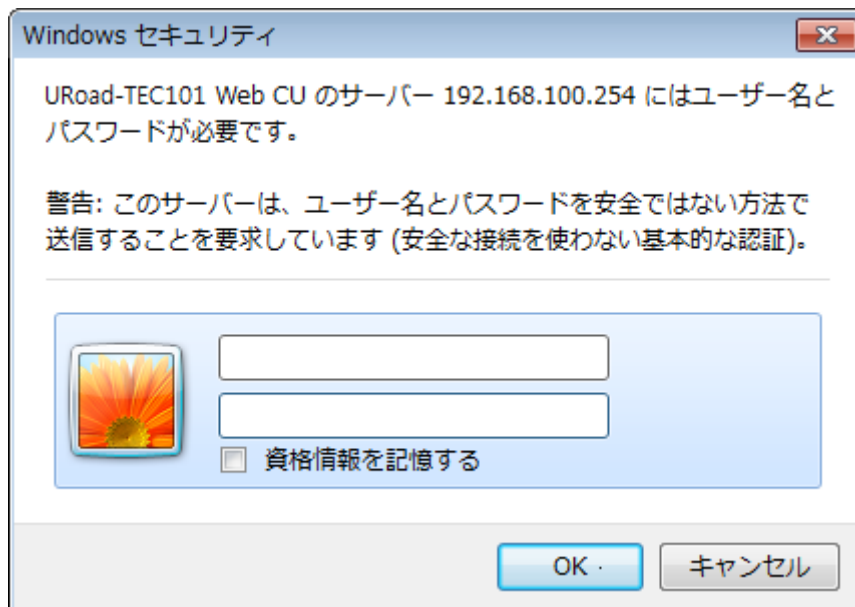 Windows セキュリティ
URoad-TEC101 Web CU のサーバー 192.168.100.254 にはユーザー名と
パスワードが必要です。
警告: このサーバーは、ユーザー名とパスワードを安全ではない方法で
送信することを要求しています (安全な接続を使わない基本的な認証)。
資格情報を記憶する
OK
キャンセル